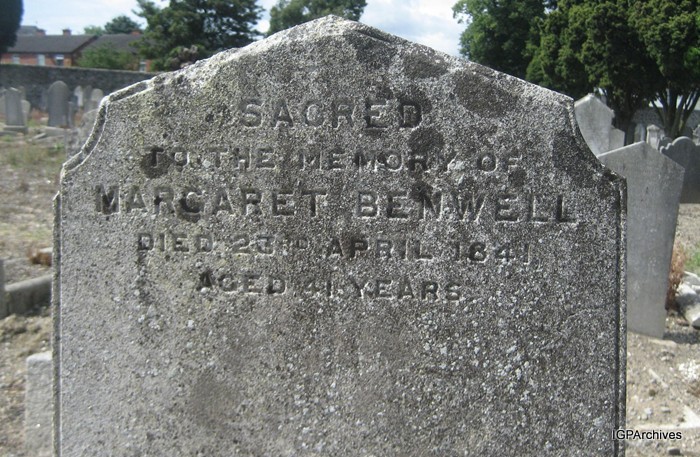 SACRED
TO THE MEMORY OF
MARGARET BENWELL
DIED 23RD APRIL 1841
AGED 41 YEARS.
IGPArchives